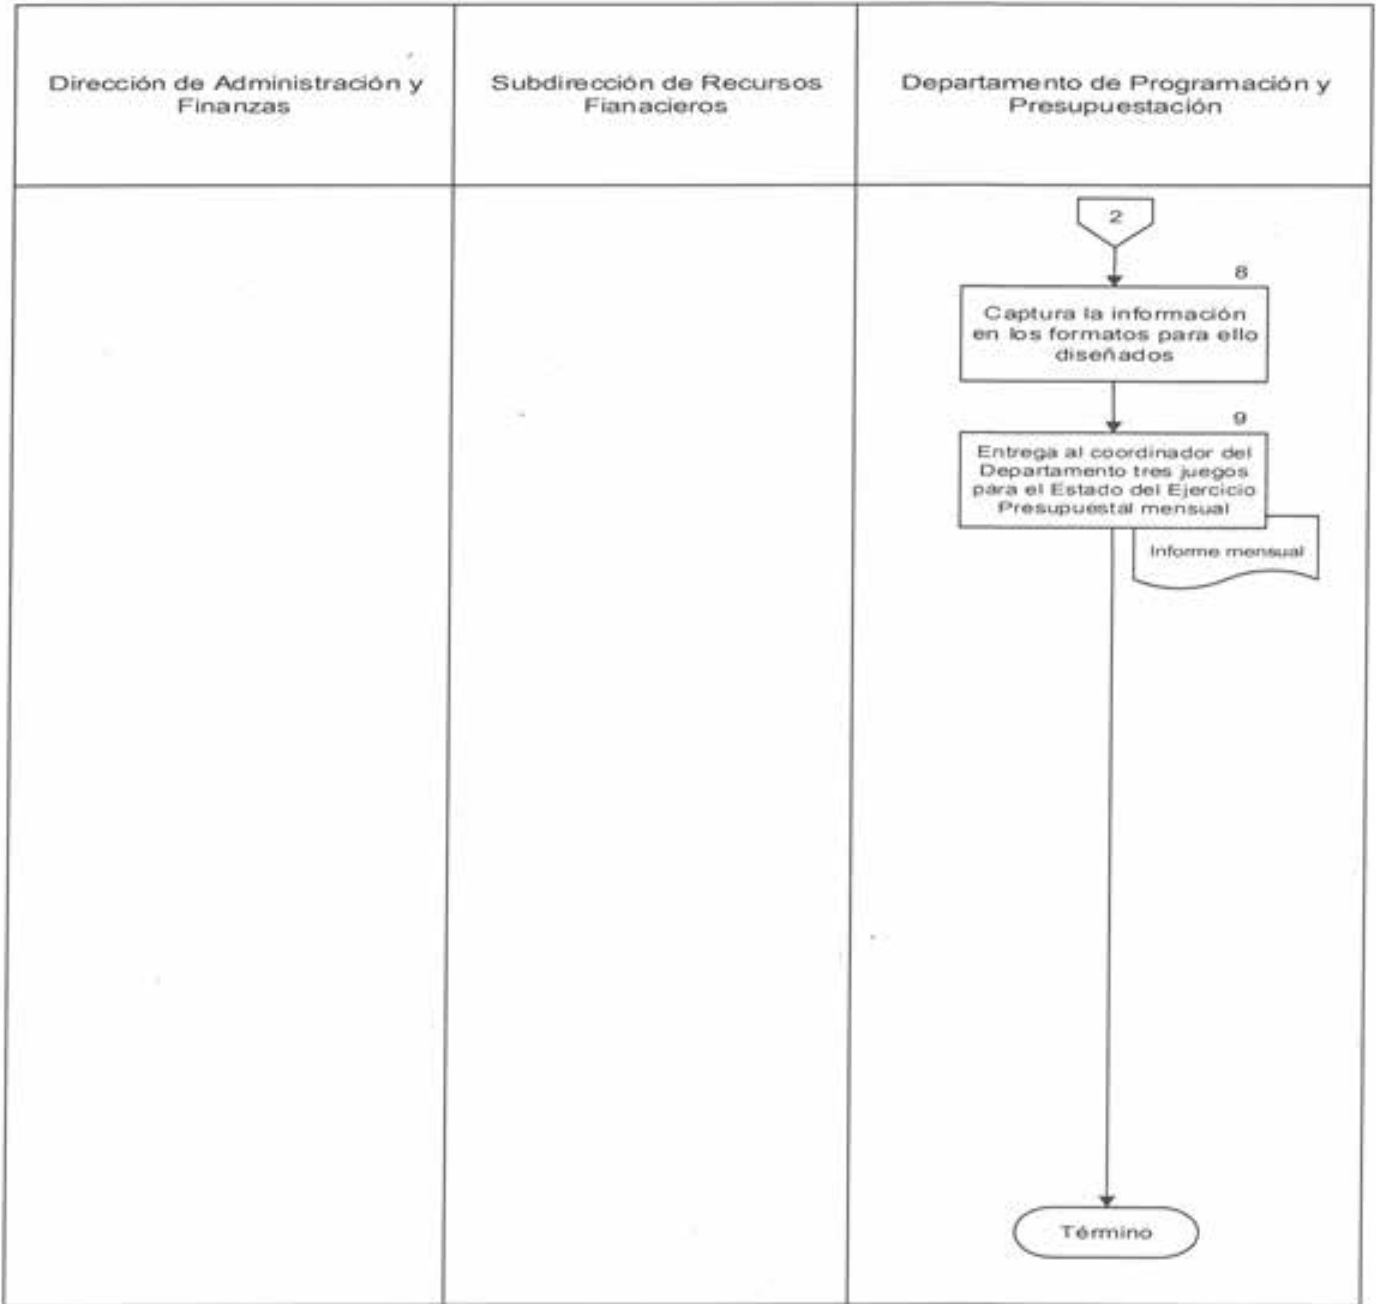 Dirección de Administración y
Finanzas
Subdirección de Recursos
Fianacieros
Departamento de Programación y
Presupuestación
2
8
Captura la información
en los formatos para ello
diseñados
9
Entrega al coordinador del
Departamento tres juegos
para el Estado del Ejercicio
Presupuestal mensual
Informe mensual
Término